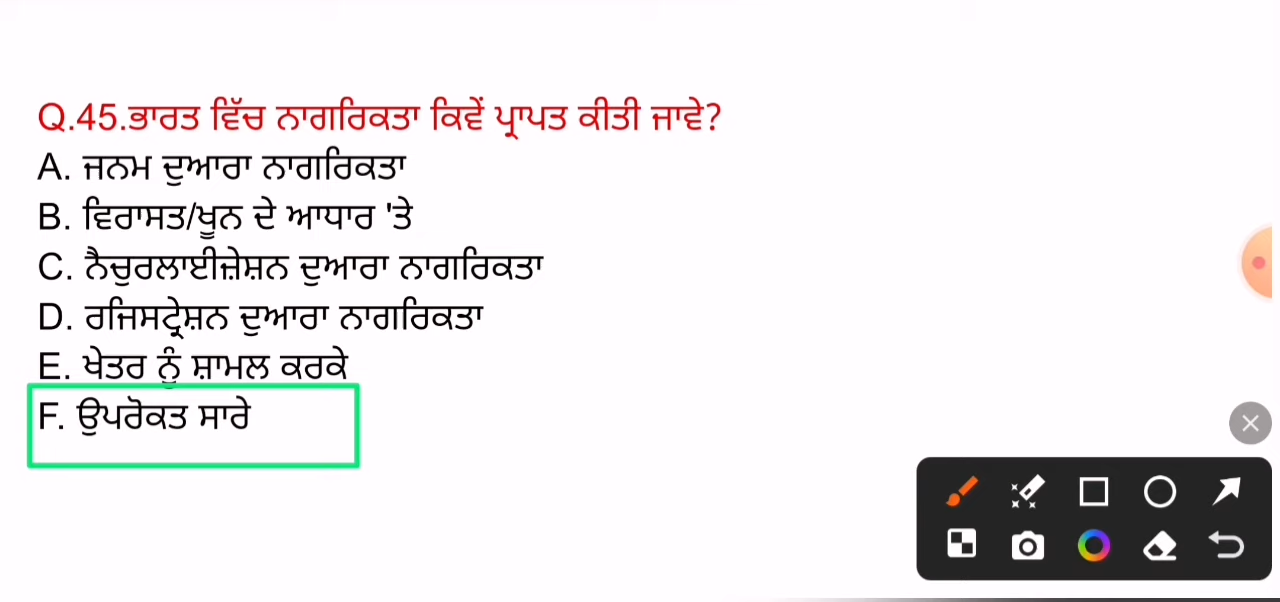 Q.45.ਭਾਰਤ ਵਿੱਚ ਨਾਗਰਿਕਤਾ ਕਿਵੇਂ ਪ੍ਰਾਪਤ ਕੀਤੀ ਜਾਵੇ?
A. ਜਨਮ ਦੁਆਰਾ ਨਾਗਰਿਕਤਾ
B. ਵਿਰਾਸਤ/ਖੂਨ ਦੇ ਆਧਾਰ 'ਤੇ
C. ਨੈਚੁਰਲਾਈਜ਼ੇਸ਼ਨ ਦੁਆਰਾ ਨਾਗਰਿਕਤਾ
D. ਰਜਿਸਟ੍ਰੇਸ਼ਨ ਦੁਆਰਾ ਨਾਗਰਿਕਤਾ
E. ਖੇਤਰ ਨੂੰ ਸ਼ਾਮਲ ਕਰਕੇ
F. ਉਪਰੋਕਤ ਸਾਰੇ